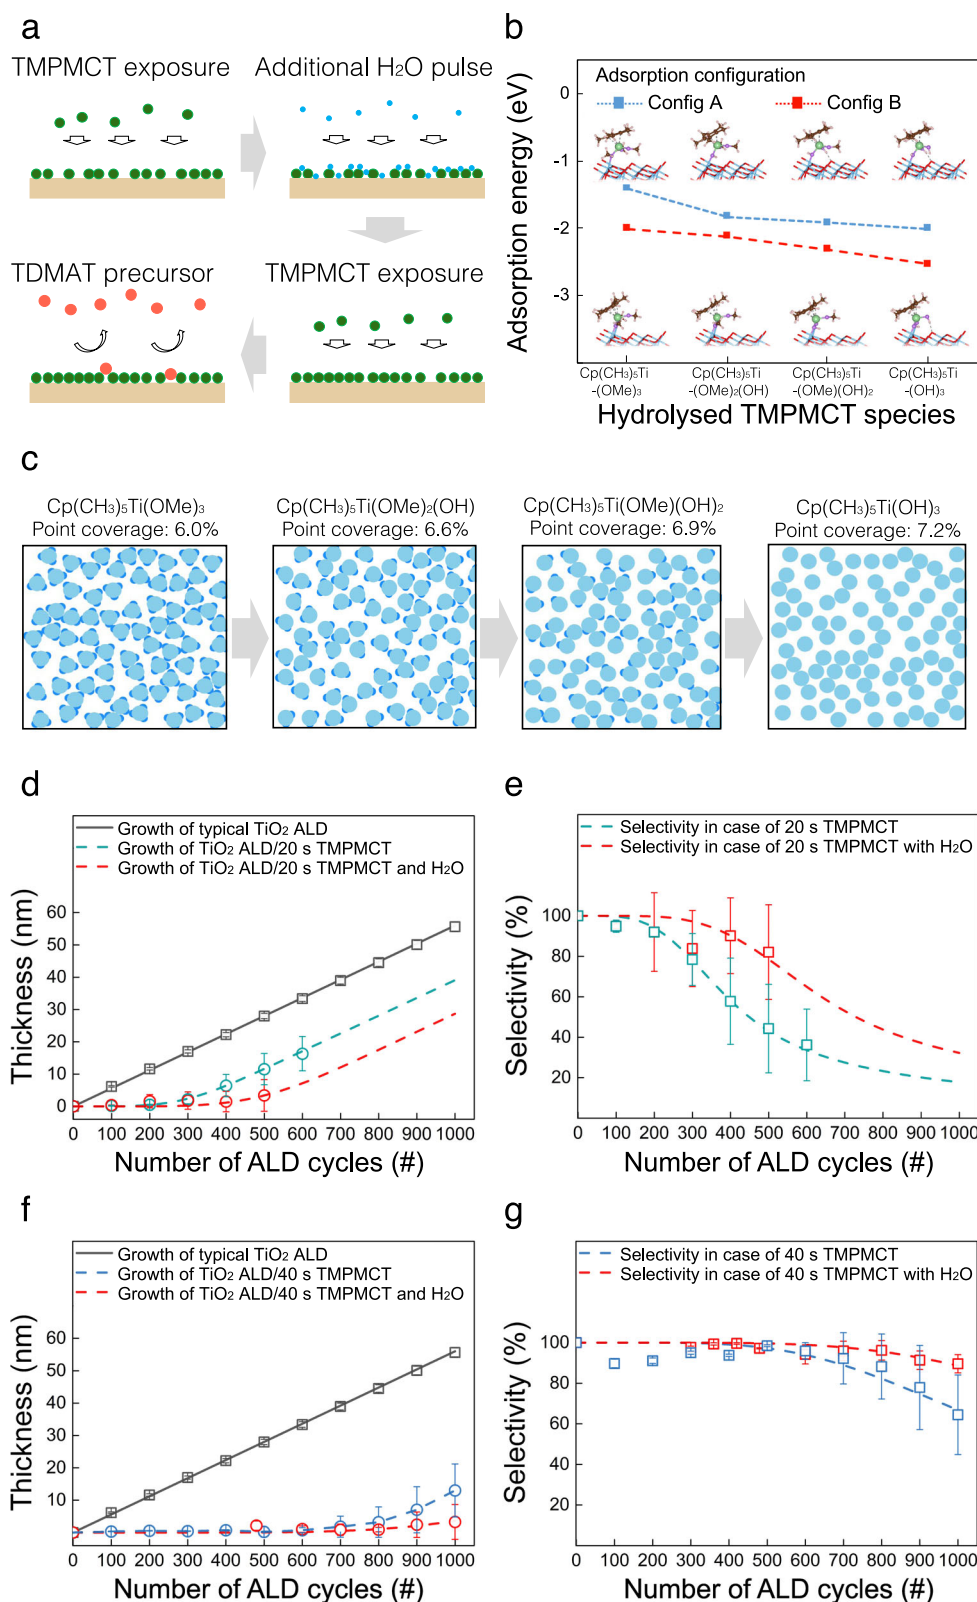 a
TMPMCT exposure
Additional H₂O pulse
TDMAT precursor
TMPMCT exposure
b
Adsorption configuration
Config A
Config B
0
-1
-2
-3
Adsorption energy (eV)
Cp(CH₃)₅Ti
-(OMe)₃
Cp(CH₃)₅Ti
-(OMe)₂(OH)
Cp(CH₃)₅Ti
-(OMe)(OH)₂
Cp(CH₃)₅Ti
-(OH)₃
Hydrolysed TMPMCT species
c
Cp(CH₃)₅Ti(OMe)₃
Point coverage: 6.0%
Cp(CH₃)₅Ti(OMe)₂(OH)
Point coverage: 6.6%
Cp(CH₃)₅Ti(OMe)(OH)₂
Point coverage: 6.9%
Cp(CH₃)₅Ti(OH)₃
Point coverage: 7.2%
d
Growth of typical TiO₂ ALD
Growth of TiO₂ ALD/20 s TMPMCT
Growth of TiO₂ ALD/20 s TMPMCT and H₂O
60
50
40
30
20
10
0
Thickness (nm)
0 100 200 300 400 500 600 700 800 900 1000
Number of ALD cycles (#)
e
Selectivity in case of 20 s TMPMCT
Selectivity in case of 20 s TMPMCT with H₂O
100
80
60
40
20
Selectivity (%)
0 100 200 300 400 500 600 700 800 900 1000
Number of ALD cycles (#)
f
Growth of typical TiO₂ ALD
Growth of TiO₂ ALD/40 s TMPMCT
Growth of TiO₂ ALD/40 s TMPMCT and H₂O
60
50
40
30
20
10
Thickness (nm)
0 100 200 300 400 500 600 700 800 900 1000
Number of ALD cycles (#)
g
Selectivity in case of 40 s TMPMCT
Selectivity in case of 40 s TMPMCT with H₂O
100
80
60
40
20
Selectivity (%)
0 100 200 300 400 500 600 700 800 900 1000
Number of ALD cycles (#)